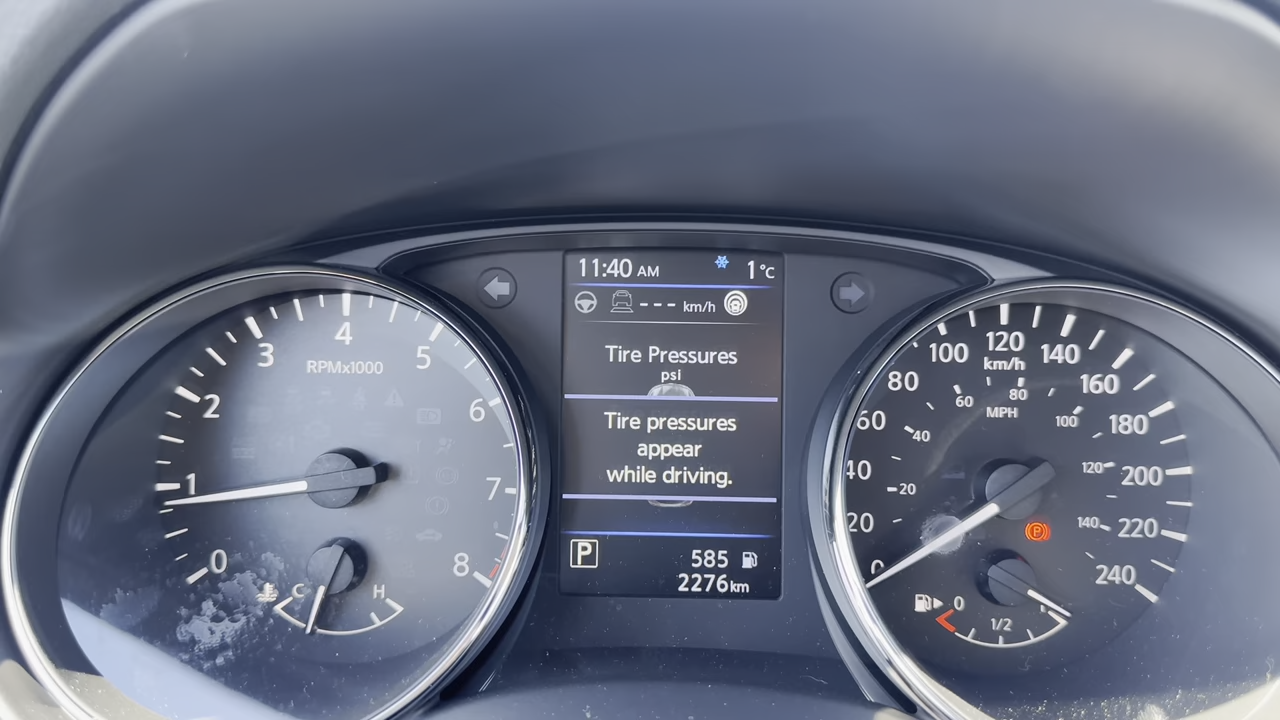 11:40 AM 1°C
--- km/h
Tire Pressures
psi
Tire pressures
appear
while driving.
P 585
2276km
0 1 2 3 4 5 6 7 8
RPMx1000
C H
0 20 40 60 80 100 120 140 160 180 200 220 240
km/h
20 40 60 80 100 120 140
MPH
P
0 1/2